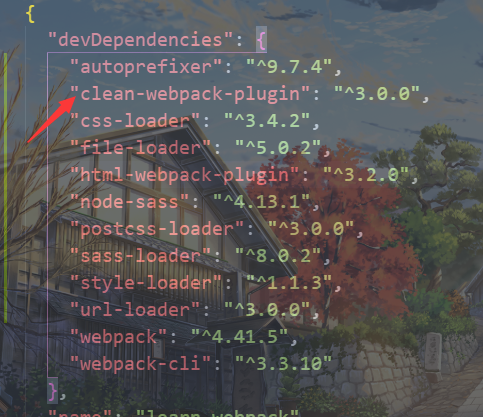 {
"devDependencies": {
"autoprefixer": "^9.7.4",
"clean-webpack-plugin": "^3.0.0",
"css-loader": "^3.4.2",
"file-loader": "^5.0.2",
"html-webpack-plugin": "^3.2.0",
"node-sass": "^4.13.1",
"postcss-loader": "^3.0.0",
"sass-loader": "^8.0.2",
"style-loader": "^1.1.3",
"url-loader": "^3.0.0",
"webpack": "^4.41.5",
"webpack-cli": "^3.3.10"
},
"name": "learn-webpack"